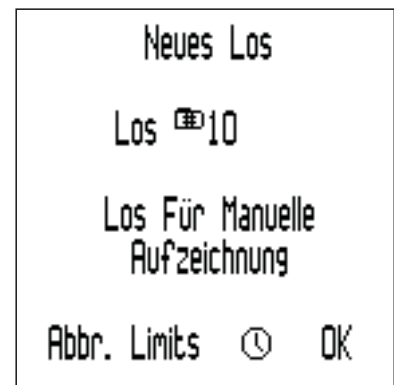 Neues Los
Los #10
Los Für Manuelle
Aufzeichnung
Abbr. Limits OK